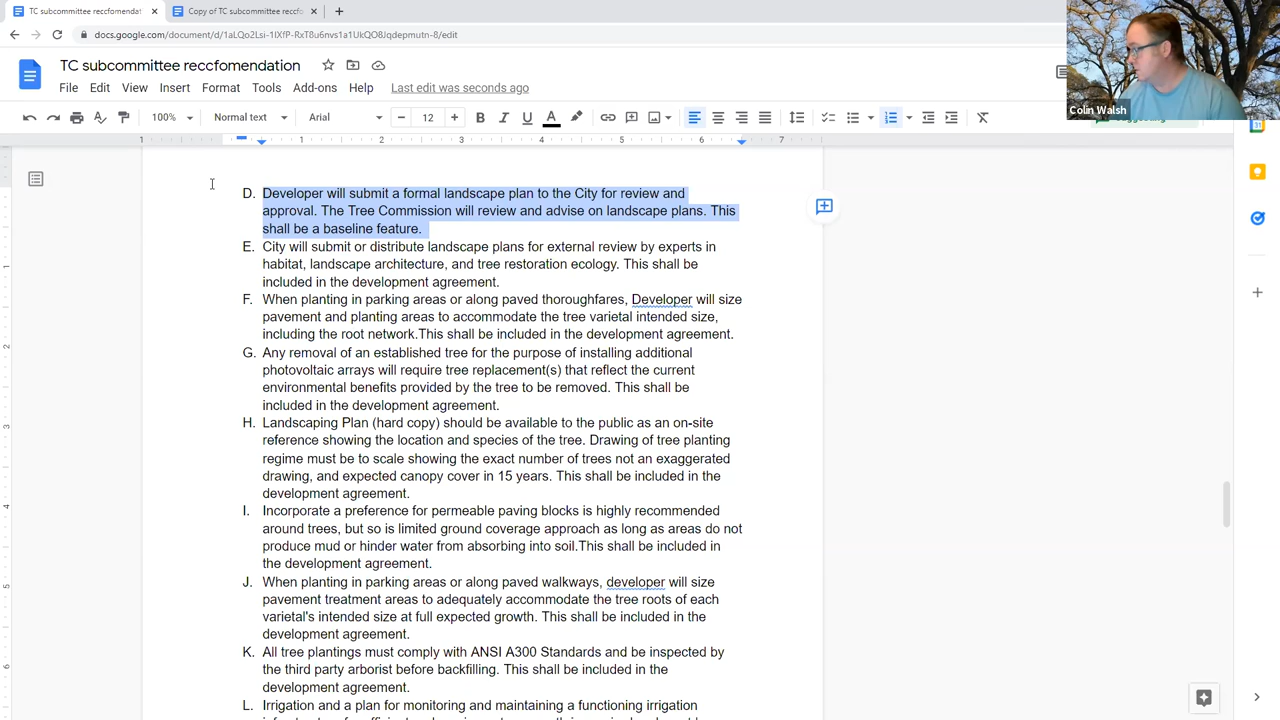 TC subcommittee reccfomendat
Copy of TC subcommittee reccfo
docs.google.com/document/d/1aLQo2Lsi-1IXfP-RxT8u6nvs1a1UkQO8Jqdepmutn-8/edit
TC subcommittee reccfomendation
File Edit View Insert Format Tools Add-ons Help Last edit was seconds ago
100% Normal text Arial 12 B I U A
Colin Walsh
1 1 2 3 4 5 6 7
D. Developer will submit a formal landscape plan to the City for review and
approval. The Tree Commission will review and advise on landscape plans. This
shall be a baseline feature.
E. City will submit or distribute landscape plans for external review by experts in
habitat, landscape architecture, and tree restoration ecology. This shall be
included in the development agreement.
F. When planting in parking areas or along paved thoroughfares, Developer will size
pavement and planting areas to accommodate the tree varietal intended size,
including the root network.This shall be included in the development agreement.
G. Any removal of an established tree for the purpose of installing additional
photovoltaic arrays will require tree replacement(s) that reflect the current
environmental benefits provided by the tree to be removed. This shall be
included in the development agreement.
H. Landscaping Plan (hard copy) should be available to the public as an on-site
reference showing the location and species of the tree. Drawing of tree planting
regime must be to scale showing the exact number of trees not an exaggerated
drawing, and expected canopy cover in 15 years. This shall be included in the
development agreement.
I. Incorporate a preference for permeable paving blocks is highly recommended
around trees, but so is limited ground coverage approach as long as areas do not
produce mud or hinder water from absorbing into soil.This shall be included in
the development agreement.
J. When planting in parking areas or along paved walkways, developer will size
pavement treatment areas to adequately accommodate the tree roots of each
varietal's intended size at full expected growth. This shall be included in the
development agreement.
K. All tree plantings must comply with ANSI A300 Standards and be inspected by
the third party arborist before backfilling. This shall be included in the
development agreement.
L. Irrigation and a plan for monitoring and maintaining a functioning irrigation